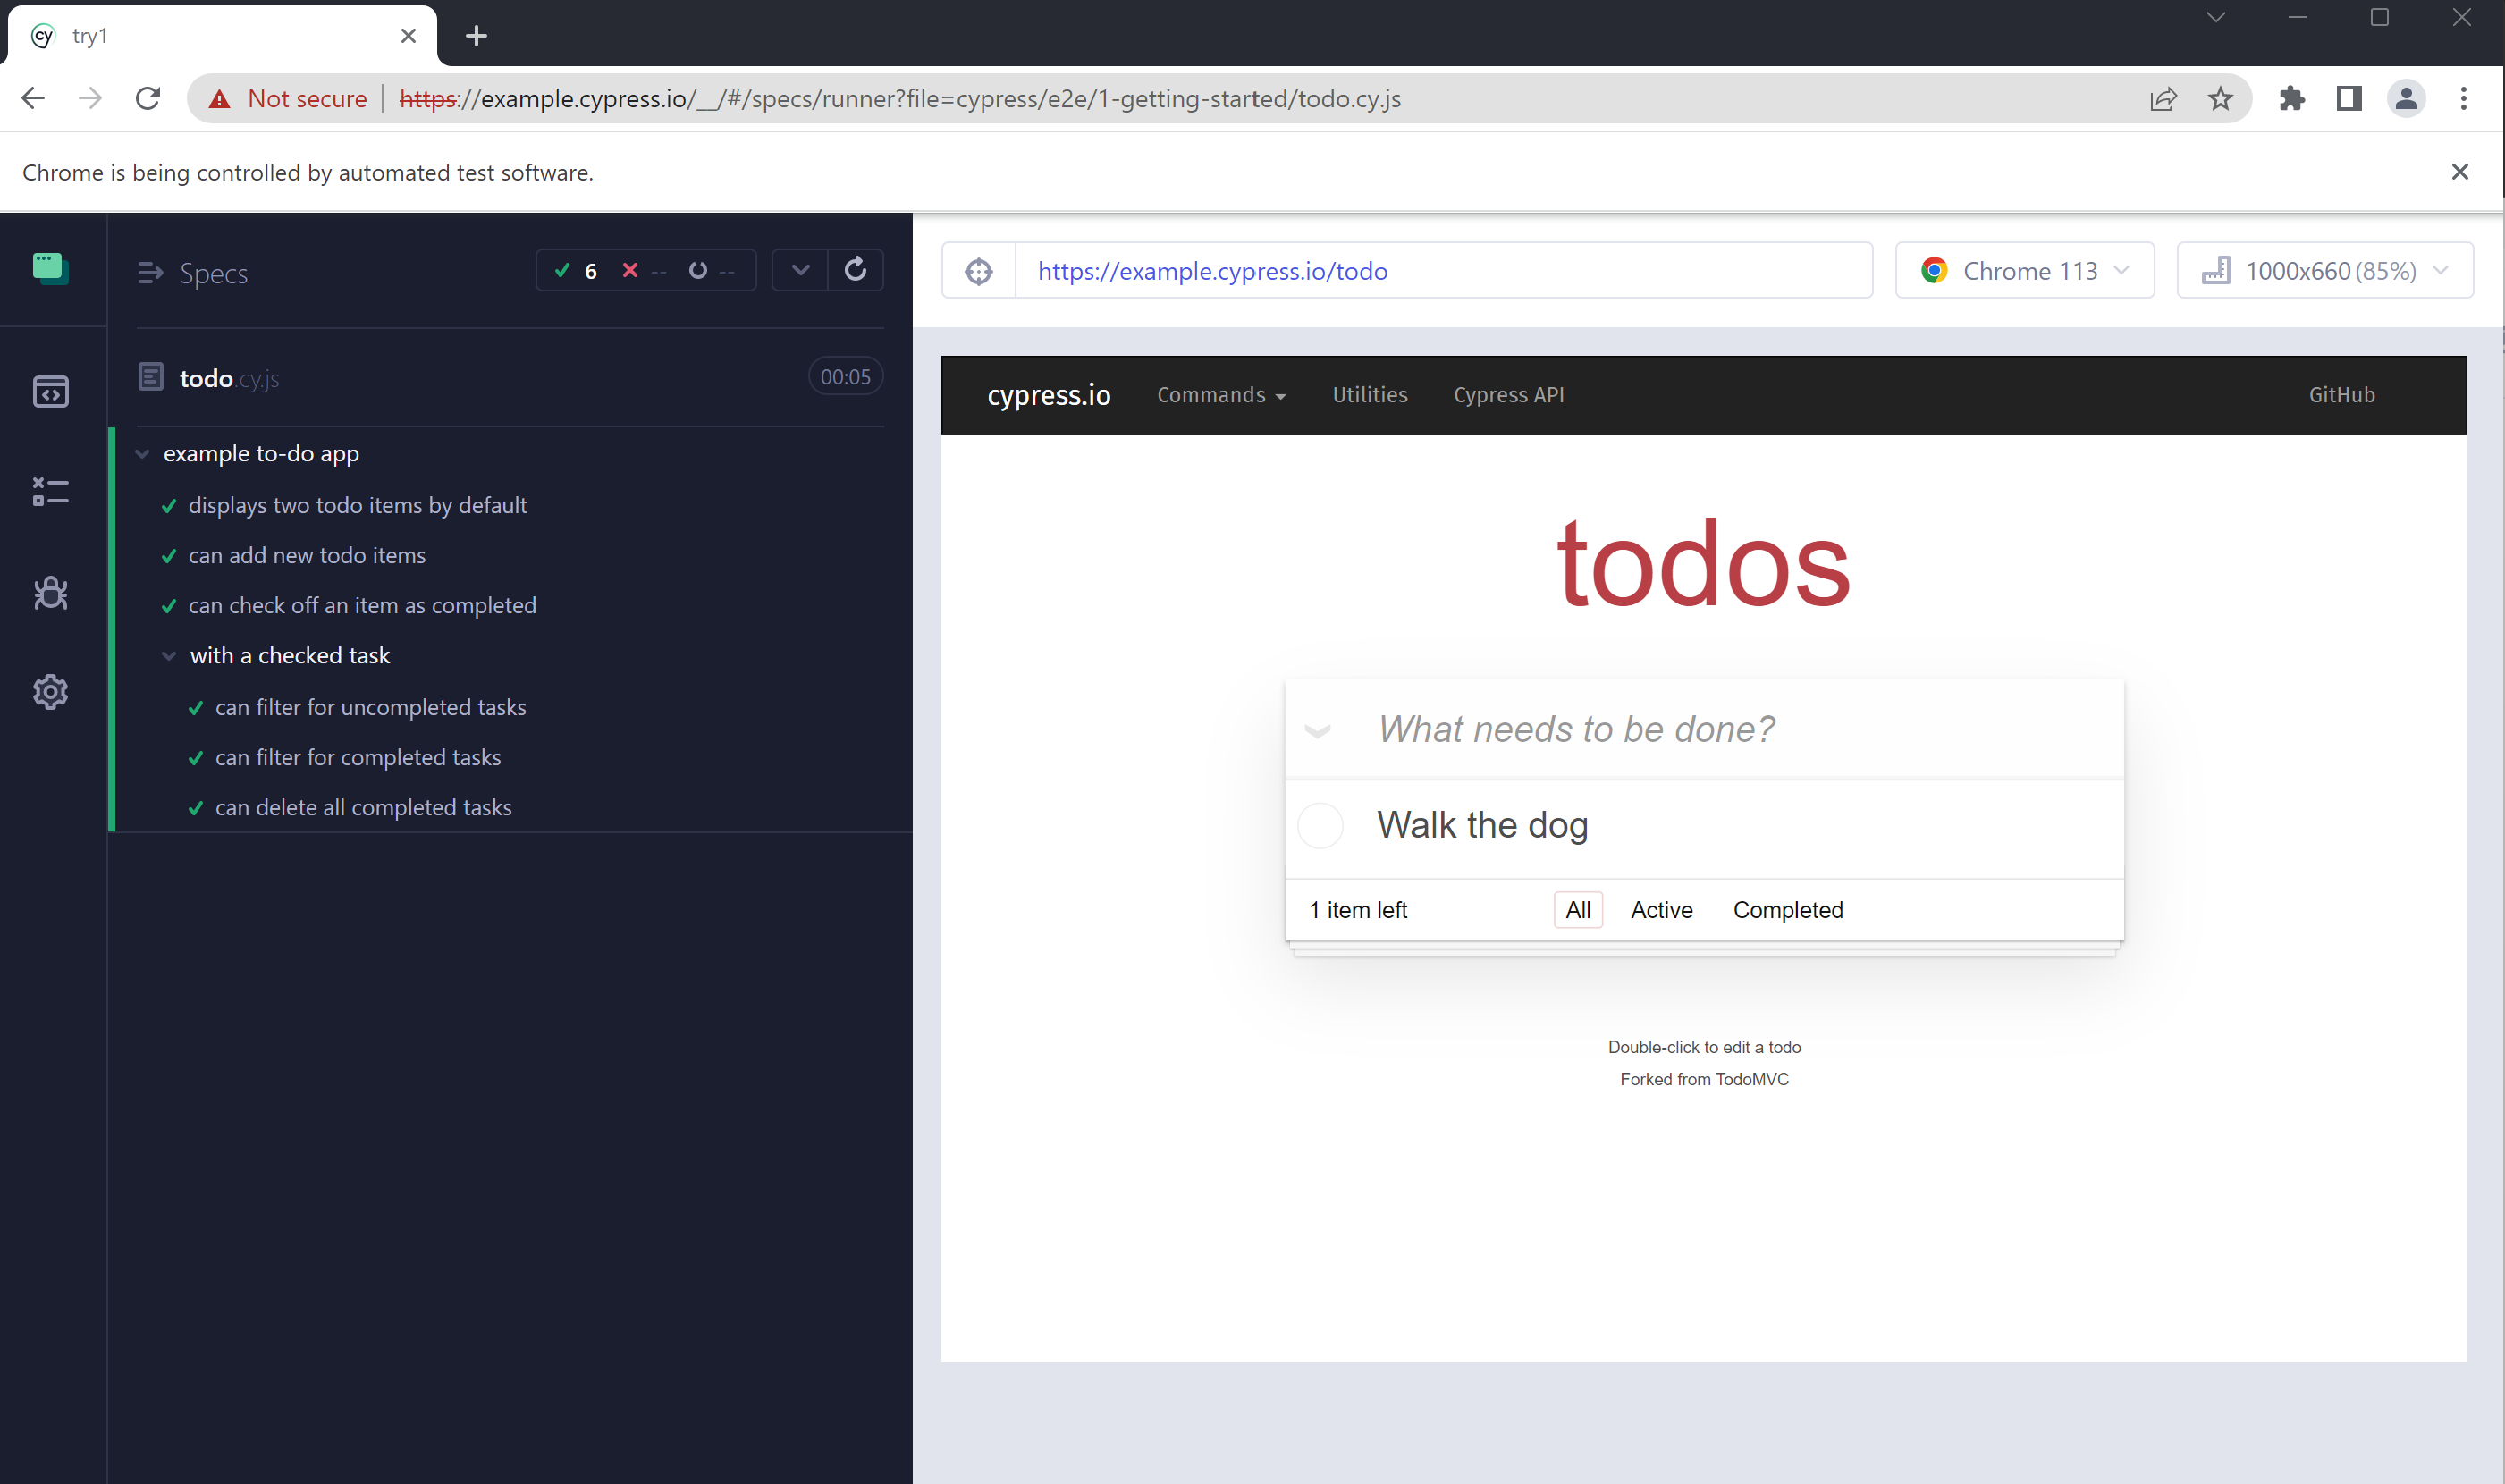 cy try1
Not secure https://example.cypress.io/__/#/specs/runner?file=cypress/e2e/1-getting-started/todo.cy.js
Chrome is being controlled by automated test software.
Specs 6 -- --
https://example.cypress.io/todo Chrome 113 1000x660 (85%)
todo.cy.js 00:05
cypress.io Commands Utilities Cypress API GitHub
example to-do app
displays two todo items by default
can add new todo items
can check off an item as completed
with a checked task
can filter for uncompleted tasks
can filter for completed tasks
can delete all completed tasks
todos
What needs to be done?
Walk the dog
1 item left All Active Completed
Double-click to edit a todo
Forked from TodoMVC